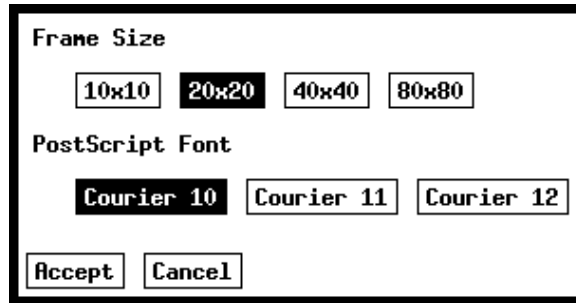 Frame Size
10x10 20x20 40x40 80x80
PostScript Font
Courier 10 Courier 11 Courier 12
Accept Cancel